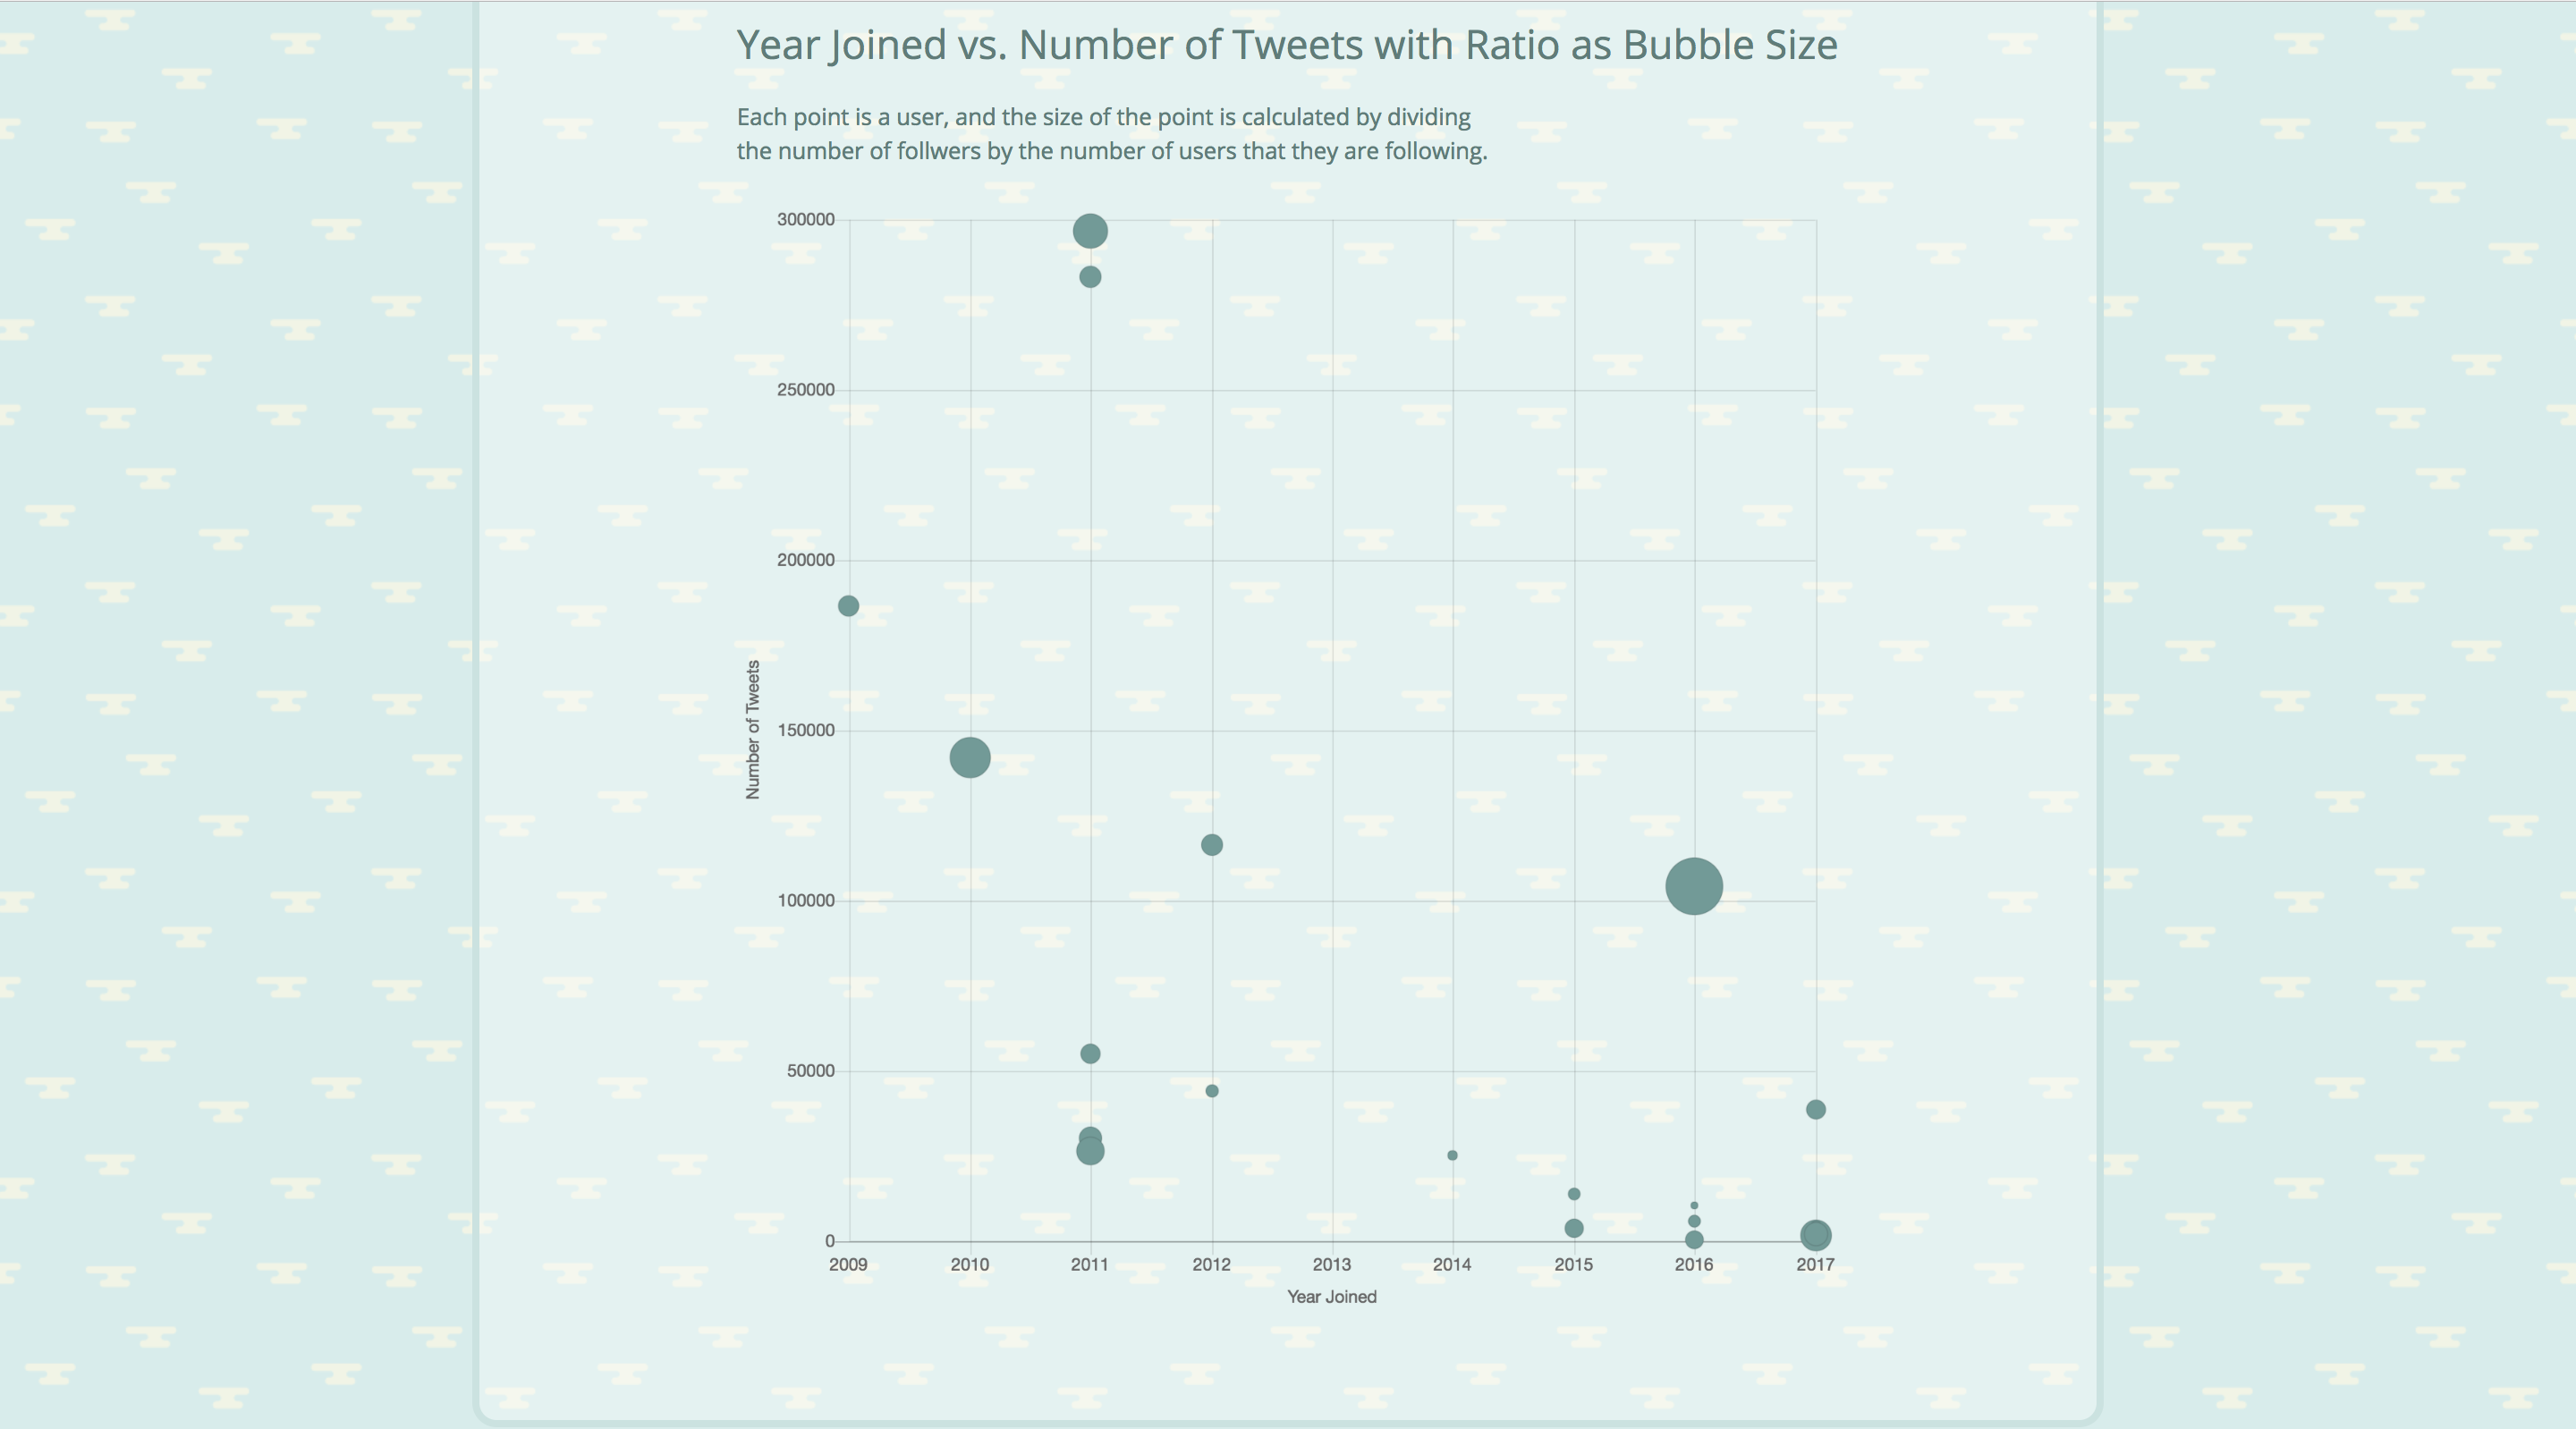 Year Joined vs. Number of Tweets with Ratio as Bubble Size
Each point is a user, and the size of the point is calculated by dividing
the number of follwers by the number of users that they are following.
300000
250000
200000
150000
100000
50000
0
Number of Tweets
2009 2010 2011 2012 2013 2014 2015 2016 2017
Year Joined